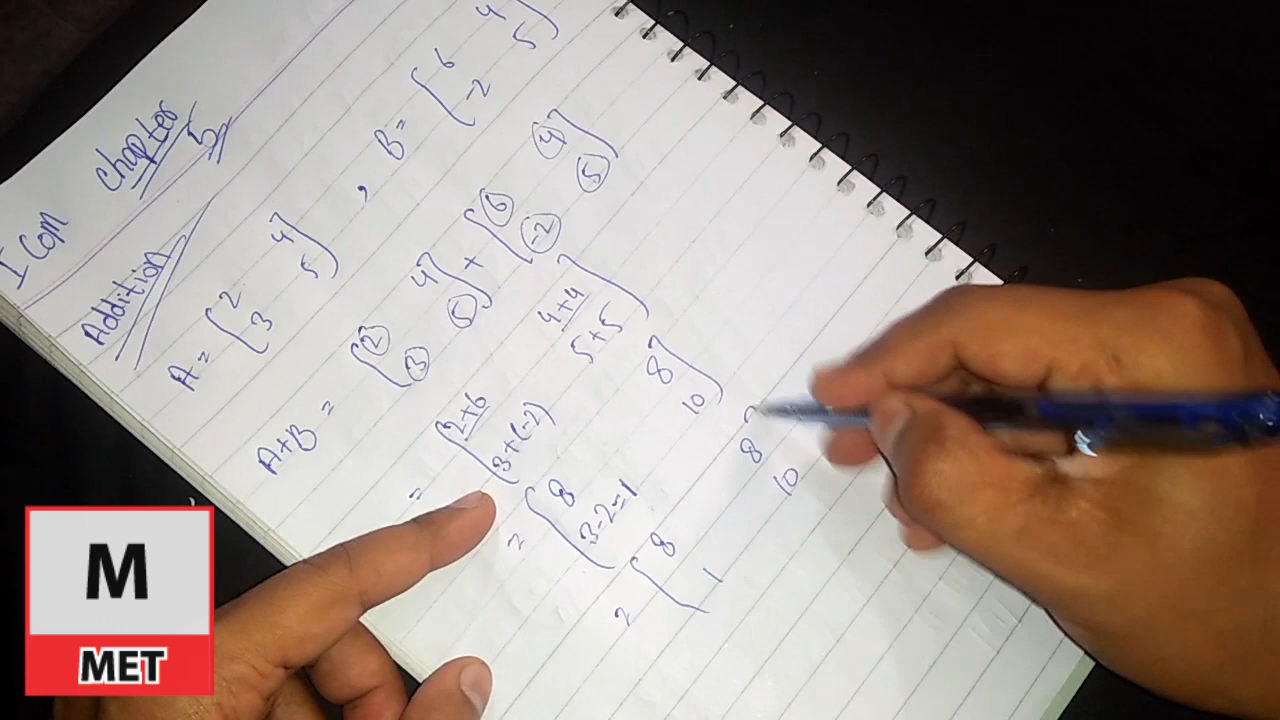 I Com Chapter 5
Addition
A = [2 4
3 5] , B = [6 4
-2 5]
A+B = [2 4
3 5] + [6 4
-2 5]
= [2+6 4+4
3+(-2) 5+5]
= [8 8
3-2=1 10]
= [8 8
1 10
M
MET